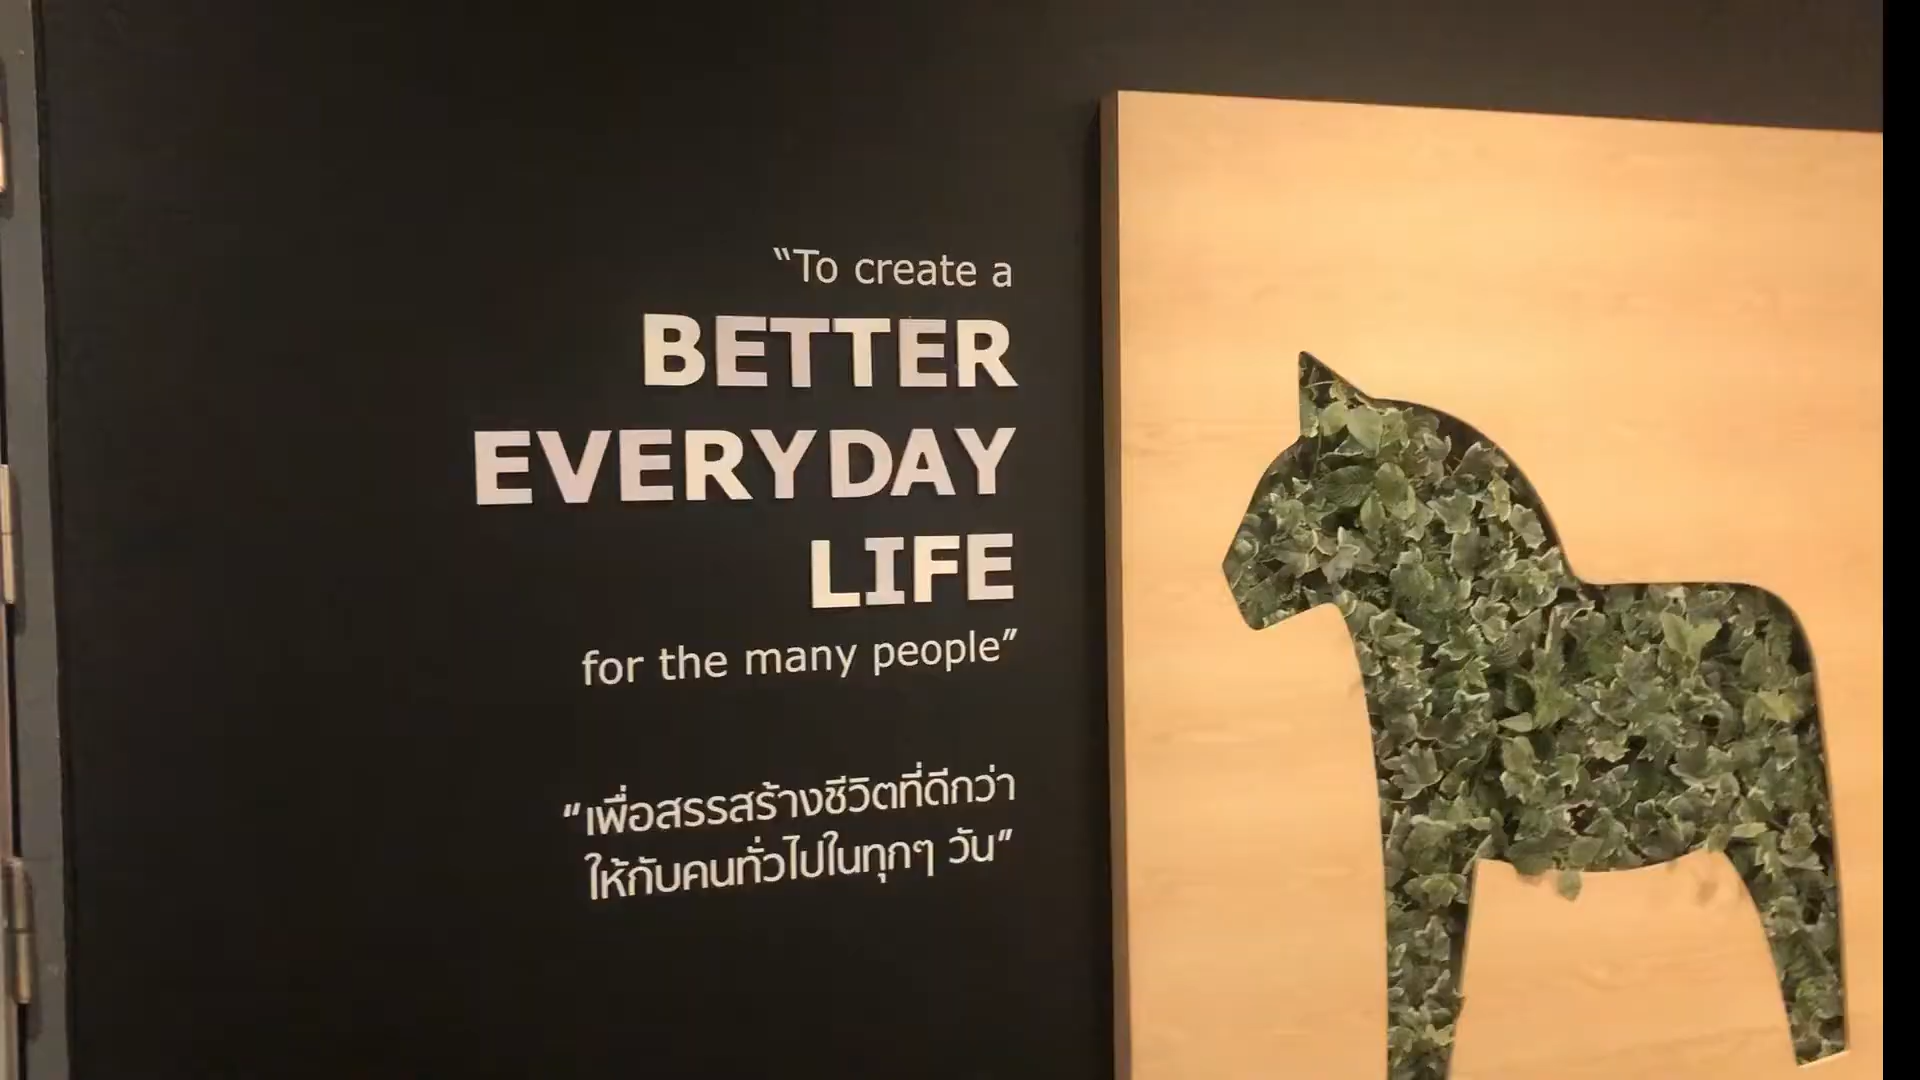 “To create a
BETTER
EVERYDAY
LIFE
for the many people”
“เพื่อสรรสร้างชีวิตที่ดีกว่า
ให้กับคนทั่วไปในทุกๆ วัน”